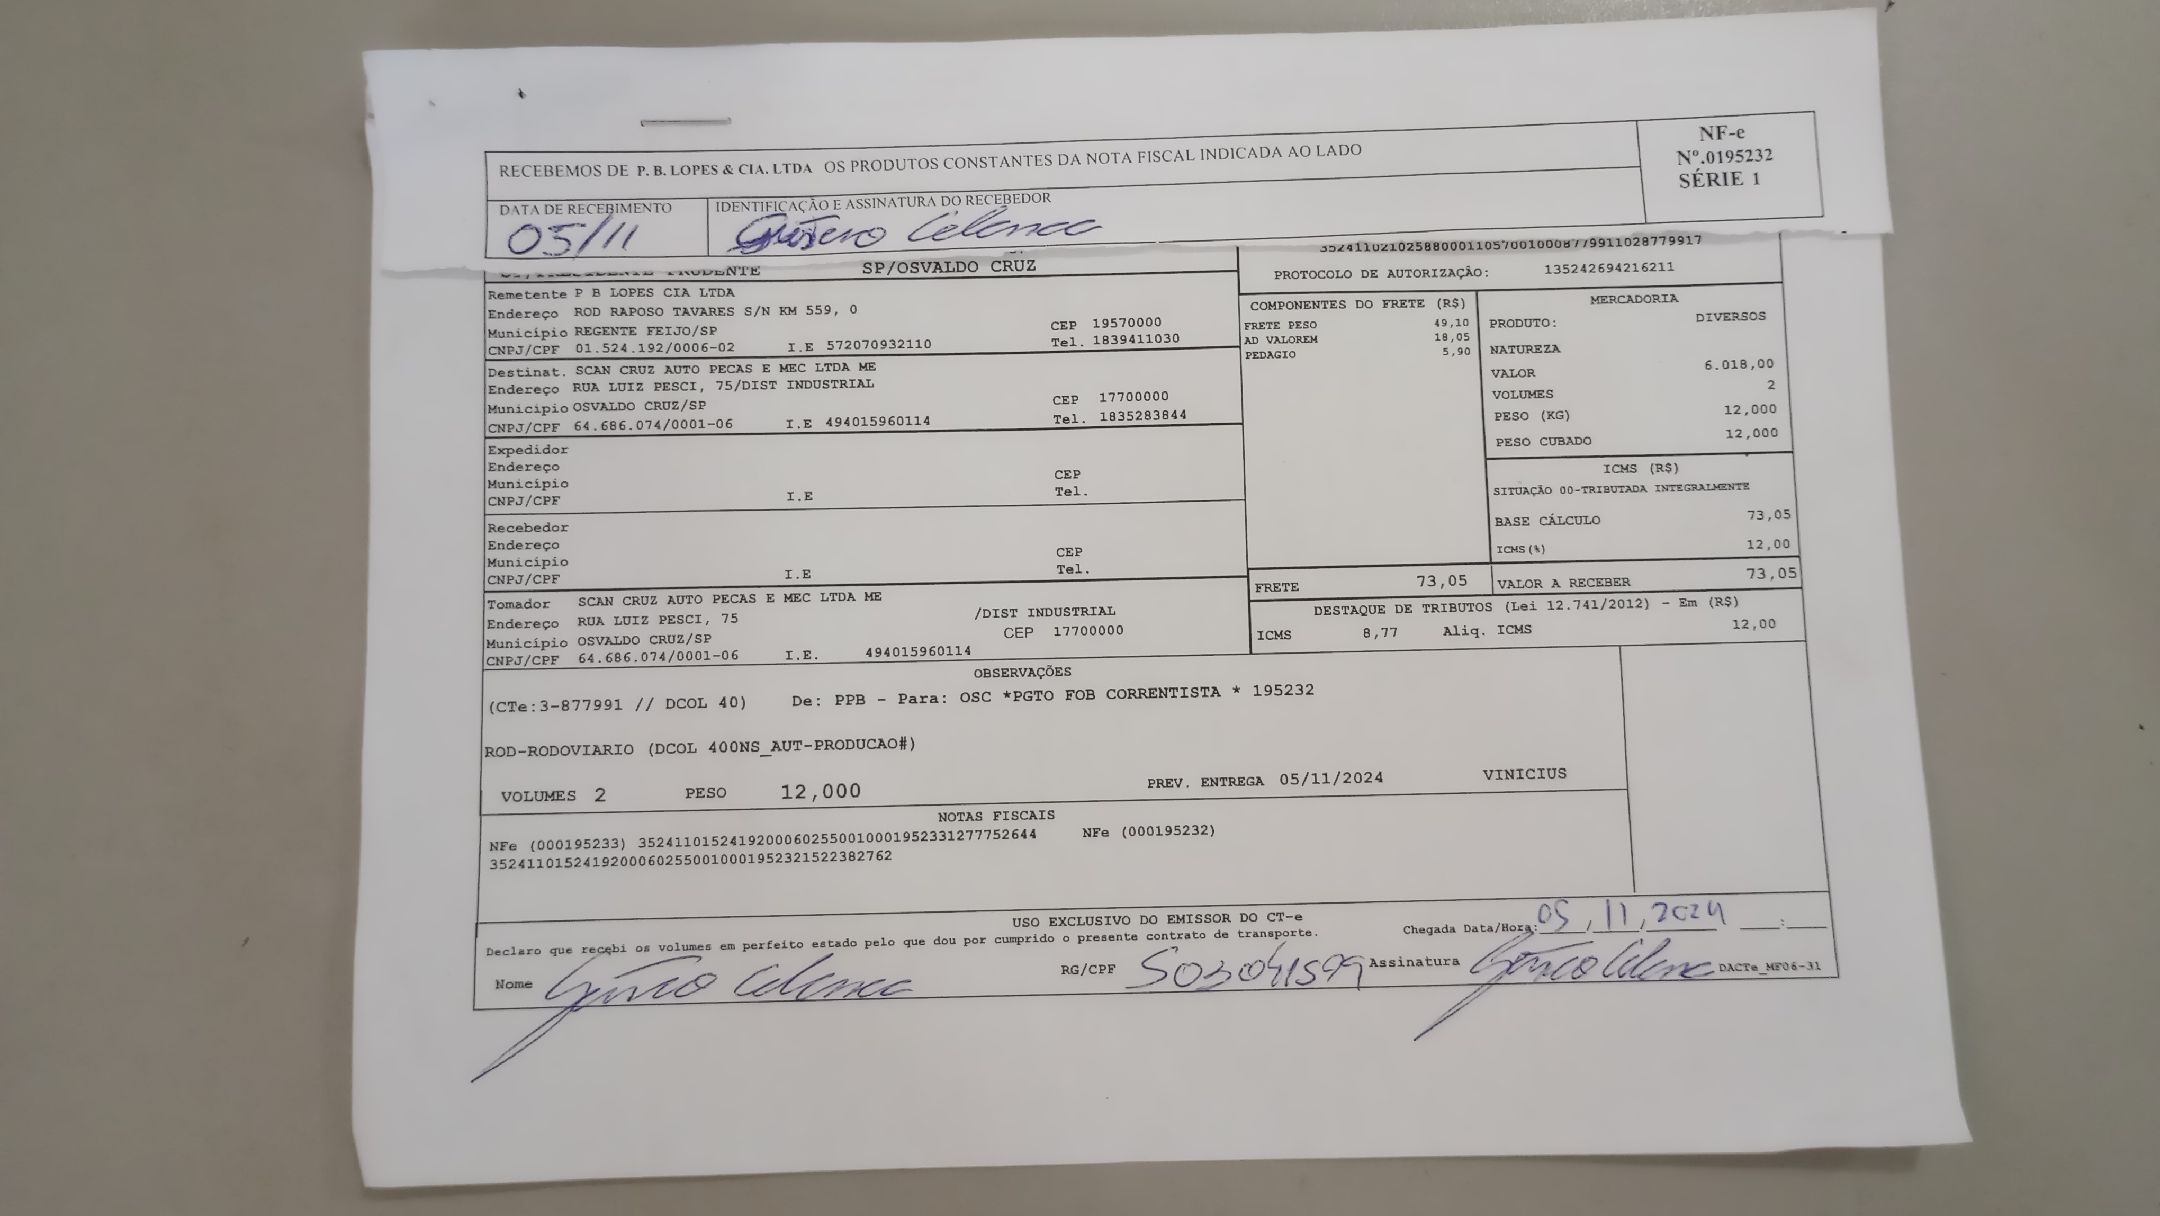 RECEBEMOS DE P. B. LOPES & CIA. LTDA OS PRODUTOS CONSTANTES DA NOTA FISCAL INDICADA AO LADO
NF-e
Nº.0195232
SÉRIE 1
DATA DE RECEBIMENTO
05/11
IDENTIFICAÇÃO E ASSINATURA DO RECEBEDOR
PRUDENTE SP/OSVALDO CRUZ
35241102102588000110570010008779911028779917
PROTOCOLO DE AUTORIZAÇÃO: 135242694216211
Remetente P B LOPES CIA LTDA
Endereço ROD RAPOSO TAVARES S/N KM 559, 0
Município REGENTE FEIJO/SP CEP 19570000
CNPJ/CPF 01.524.192/0006-02 I.E 572070932110 Tel. 1839411030
Destinat. SCAN CRUZ AUTO PECAS E MEC LTDA ME
Endereço RUA LUIZ PESCI, 75/DIST INDUSTRIAL
Município OSVALDO CRUZ/SP CEP 17700000
CNPJ/CPF 64.686.074/0001-06 I.E 494015960114 Tel. 1835283844
Expedidor
Endereço
Município CEP
CNPJ/CPF I.E Tel.
Recebedor
Endereço
Município CEP
CNPJ/CPF I.E Tel.
Tomador SCAN CRUZ AUTO PECAS E MEC LTDA ME
Endereço RUA LUIZ PESCI, 75 /DIST INDUSTRIAL
Município OSVALDO CRUZ/SP CEP 17700000
CNPJ/CPF 64.686.074/0001-06 I.E. 494015960114
COMPONENTES DO FRETE (R$)
FRETE PESO 49,10
AD VALOREM 18,05
PEDAGIO 5,90
MERCADORIA
PRODUTO: DIVERSOS
NATUREZA
VALOR 6.018,00
VOLUMES 2
PESO (KG) 12,000
PESO CUBADO 12,000
ICMS (R$)
SITUAÇÃO 00-TRIBUTADA INTEGRALMENTE
BASE CÁLCULO 73,05
ICMS(%) 12,00
FRETE 73,05 VALOR A RECEBER 73,05
DESTAQUE DE TRIBUTOS (Lei 12.741/2012) - Em (R$)
ICMS 8,77 Aliq. ICMS 12,00
OBSERVAÇÕES
(CTe:3-877991 // DCOL 40) De: PPB - Para: OSC *PGTO FOB CORRENTISTA * 195232
ROD-RODOVIARIO (DCOL 400NS_AUT-PRODUCAO#)
VOLUMES 2 PESO 12,000 PREV. ENTREGA 05/11/2024 VINICIUS
NOTAS FISCAIS
NFe (000195233) 35241101524192000602550010001952331277752644 NFe (000195232)
35241101524192000602550010001952321522382762
USO EXCLUSIVO DO EMISSOR DO CT-e
Declaro que recebi os volumes em perfeito estado pelo que dou por cumprido o presente contrato de transporte.
Chegada Data/Hora: 05/11/2024 __:__
Nome
RG/CPF 503041599 Assinatura
DACTe_MF06-31